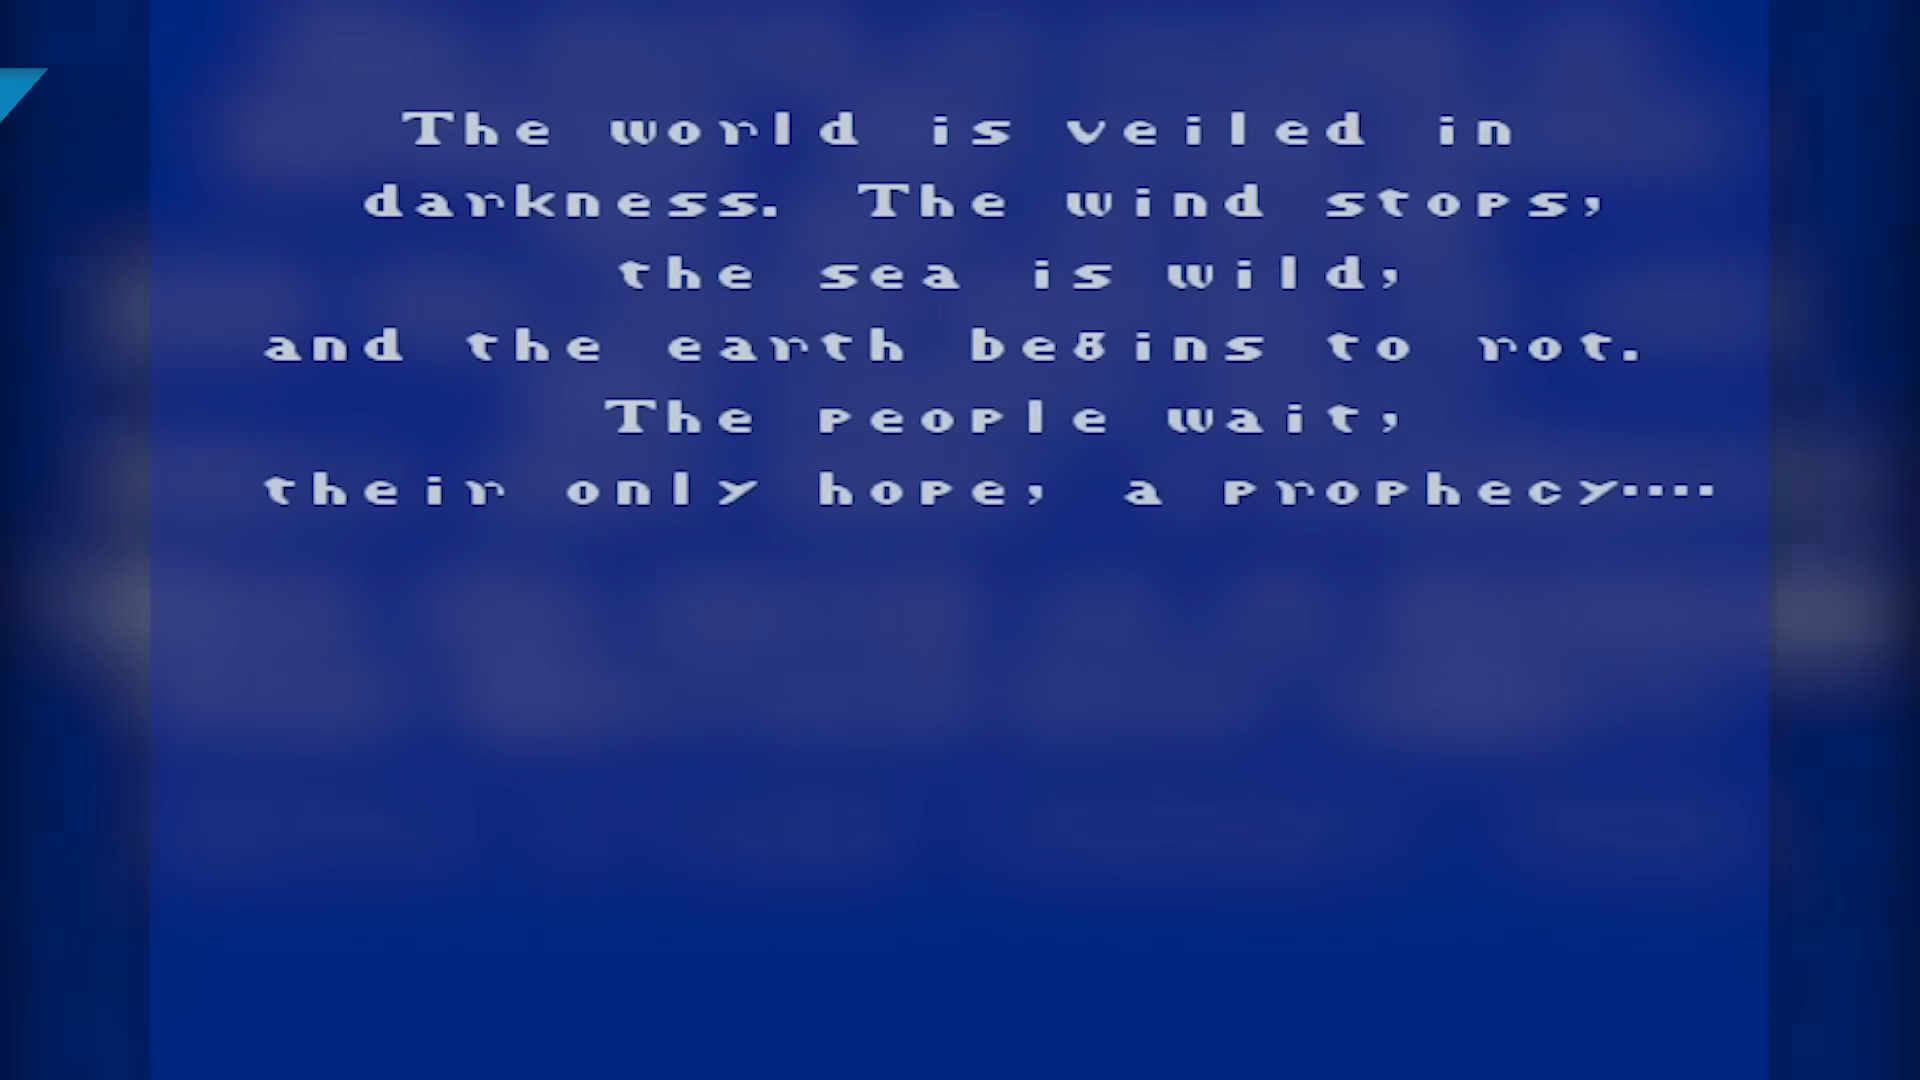 The world is veiled in
darkness. The wind stops,
the sea is wild,
and the earth begins to rot.
The people wait,
their only hope, a prophecy....